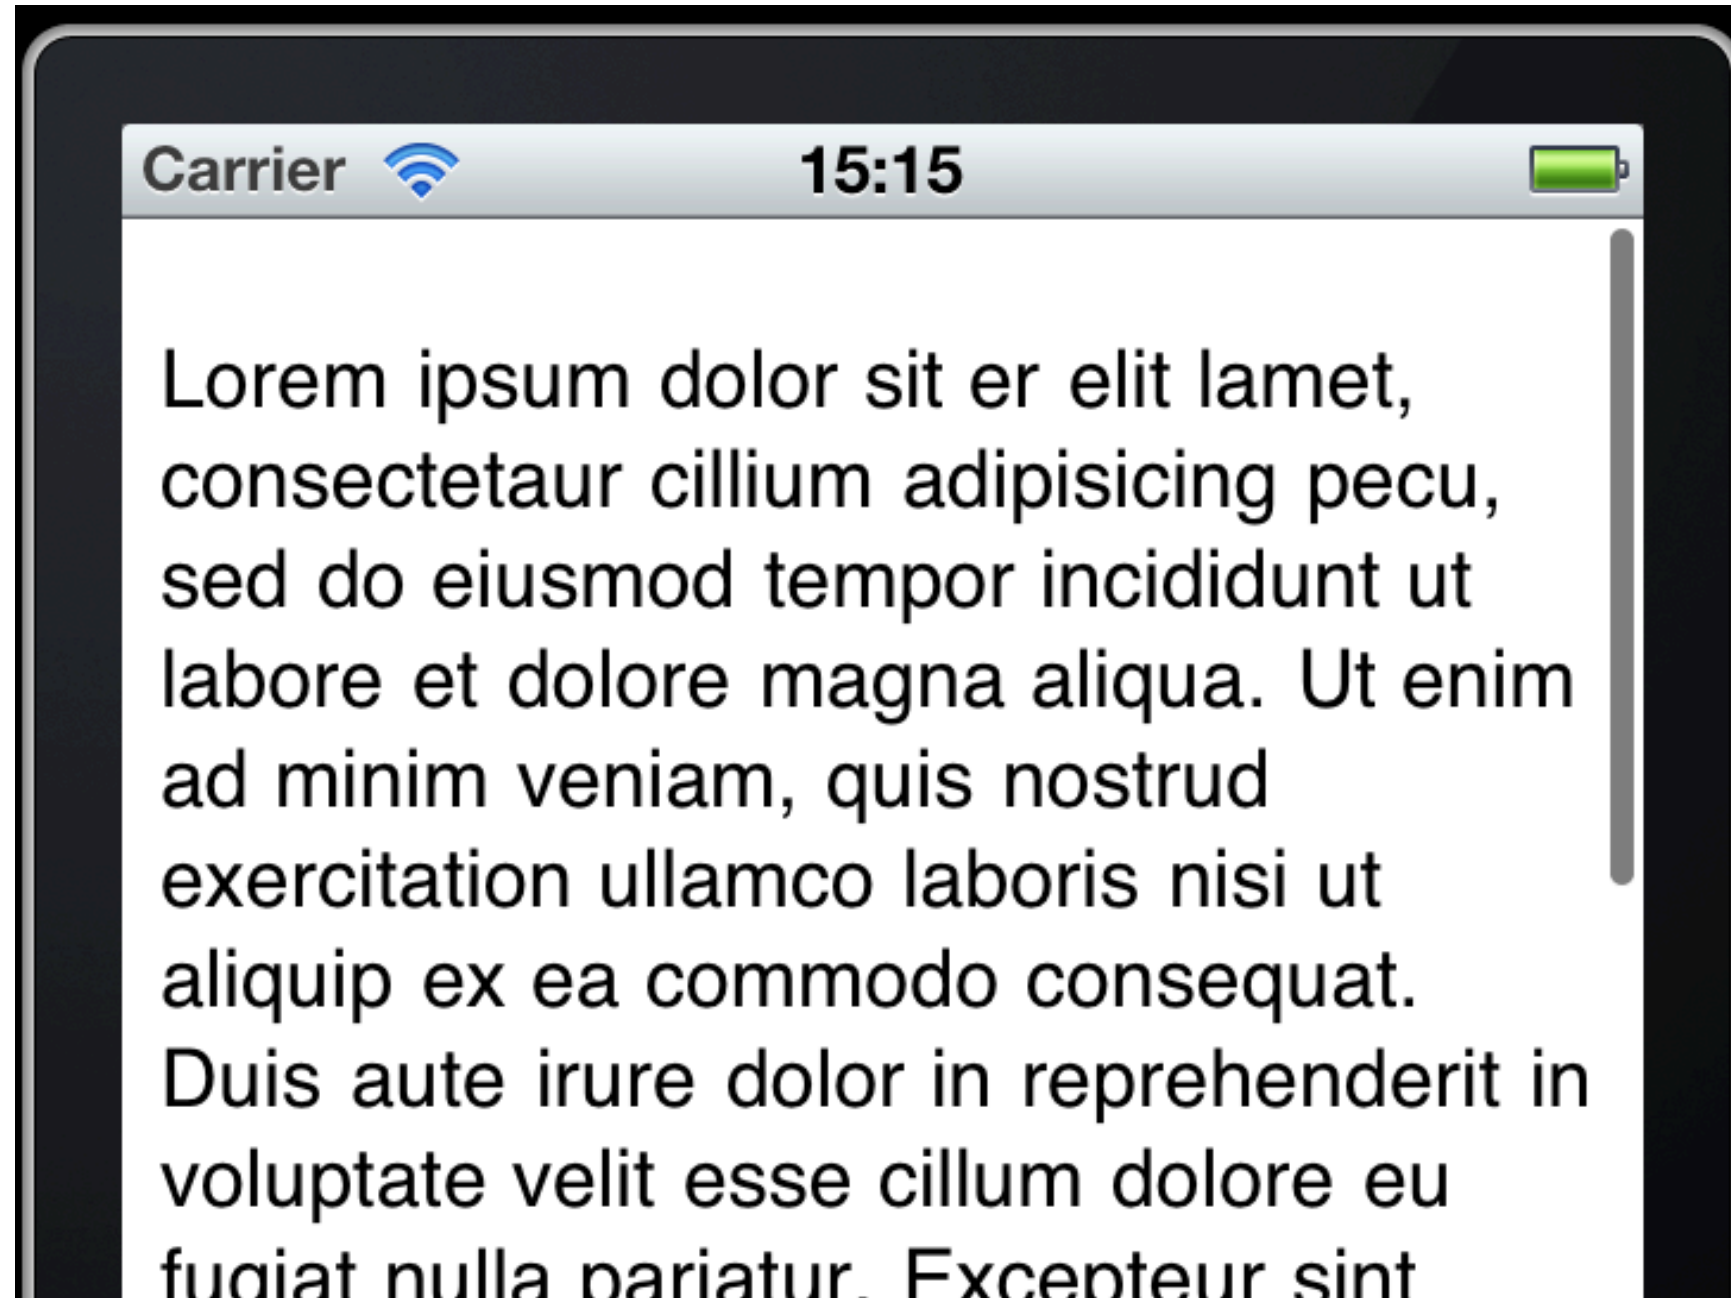 Carrier 15:15
Lorem ipsum dolor sit er elit lamet,
consectetaur cillium adipisicing pecu,
sed do eiusmod tempor incididunt ut
labore et dolore magna aliqua. Ut enim
ad minim veniam, quis nostrud
exercitation ullamco laboris nisi ut
aliquip ex ea commodo consequat.
Duis aute irure dolor in reprehenderit in
voluptate velit esse cillum dolore eu
fugiat nulla pariatur. Excepteur sint